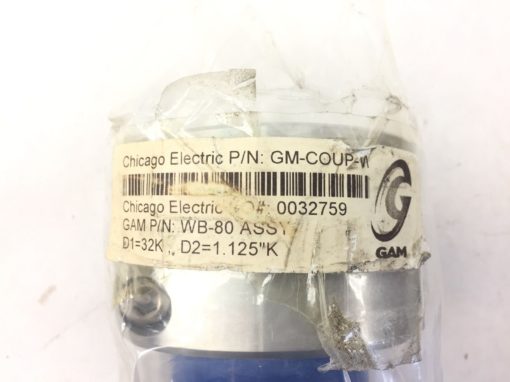 Chicago Electric P/N: GM-COUP-W
Chicago Electric O#: 0032759
GAM P/N: WB-80 ASSY
D1=32K ,, D2=1.125"K
GAM